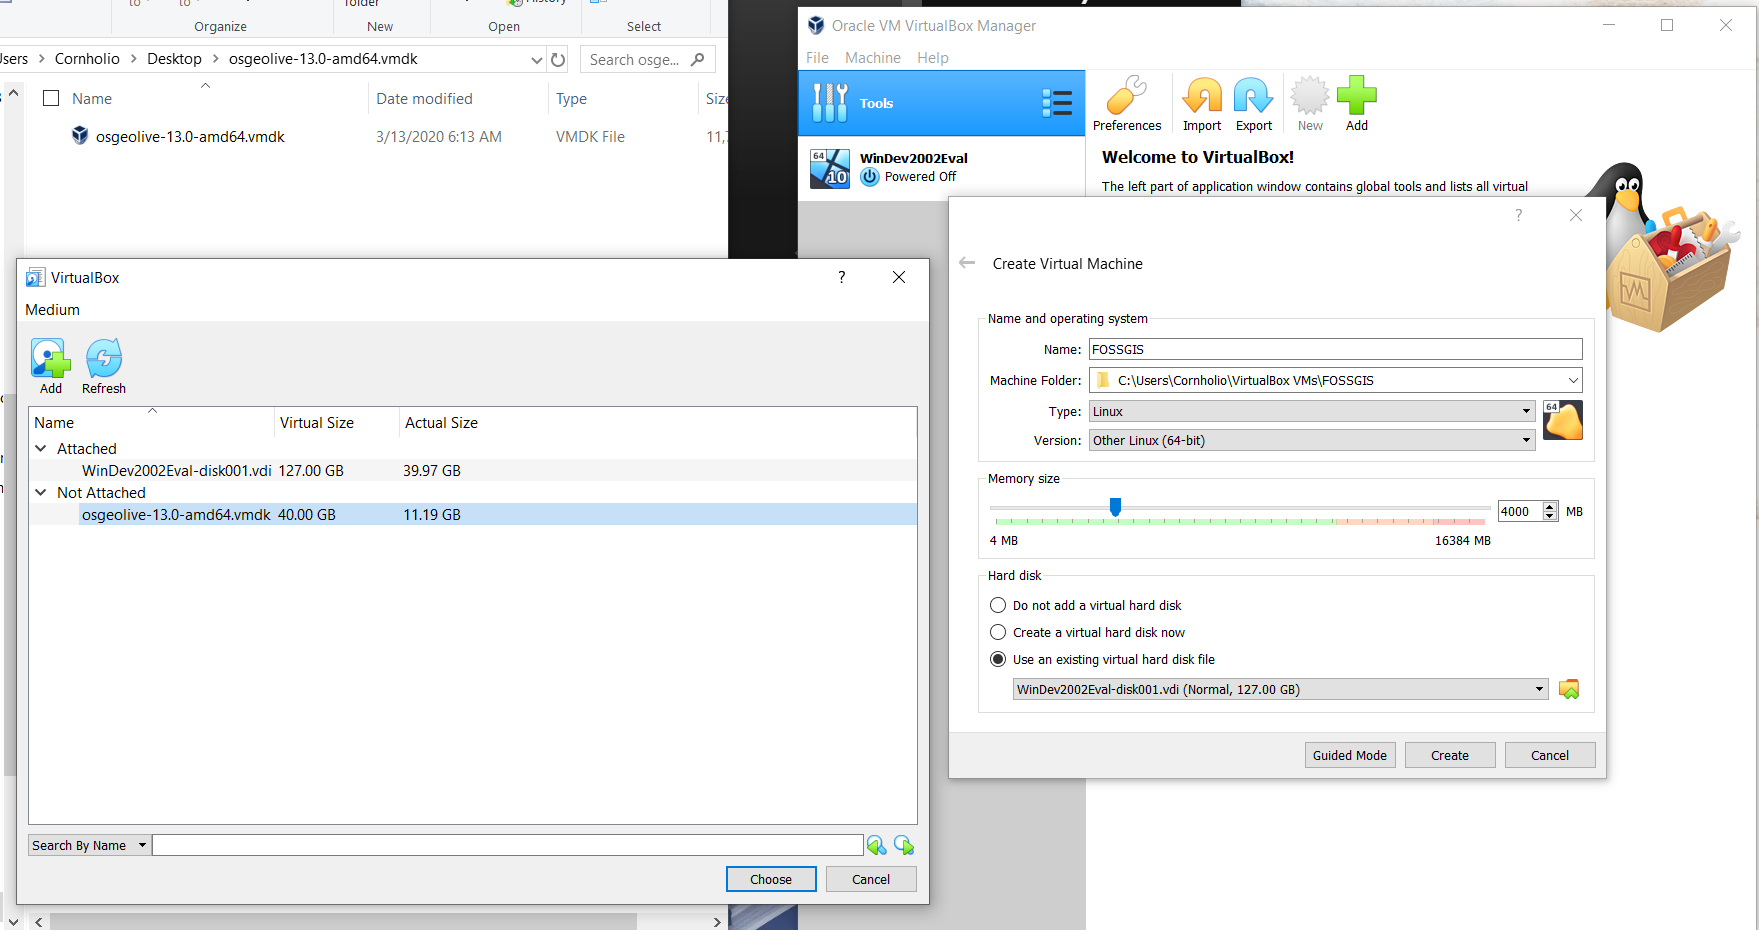 folder
History
Organize
New
Open
Select
Cornholio
Desktop
osgeolive-13.0-amd64.vmdk
Search osge...
Name
Date modified
Type
osgeolive-13.0-amd64.vmdk
3/13/2020 6:13 AM
VMDK File
11,
VirtualBox
?
Medium
Add
Refresh
Name
Virtual Size
Actual Size
Attached
WinDev2002Eval-disk001.vdi
127.00 GB
39.97 GB
Not Attached
osgeolive-13.0-amd64.vmdk
40.00 GB
11.19 GB
Search By Name
Choose
Cancel
Oracle VM VirtualBox Manager
File
Machine
Help
Tools
64
10
WinDev2002Eval
Powered Off
Preferences
Import
Export
New
Add
Welcome to VirtualBox!
The left part of application window contains global tools and lists all virtual
?
Create Virtual Machine
Name and operating system
Name:
FOSSGIS
Machine Folder:
C:\Users\Cornholio\VirtualBox VMs\FOSSGIS
Type:
Linux
64
Version:
Other Linux (64-bit)
Memory size
4000
MB
4 MB
16384 MB
Hard disk
Do not add a virtual hard disk
Create a virtual hard disk now
Use an existing virtual hard disk file
WinDev2002Eval-disk001.vdi (Normal, 127.00 GB)
Guided Mode
Create
Cancel